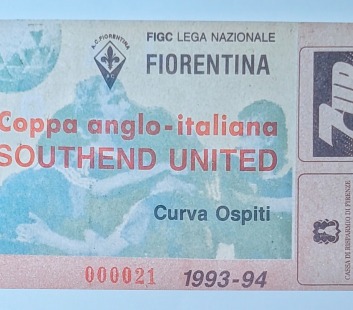 A.C. FIORENTINA
FIGC LEGA NAZIONALE
FIORENTINA
Coppa anglo-italiana
SOUTHEND UNITED
Curva Ospiti
000021
1993-94
7UP
CASSA DI RISPARMIO DI FIRENZE